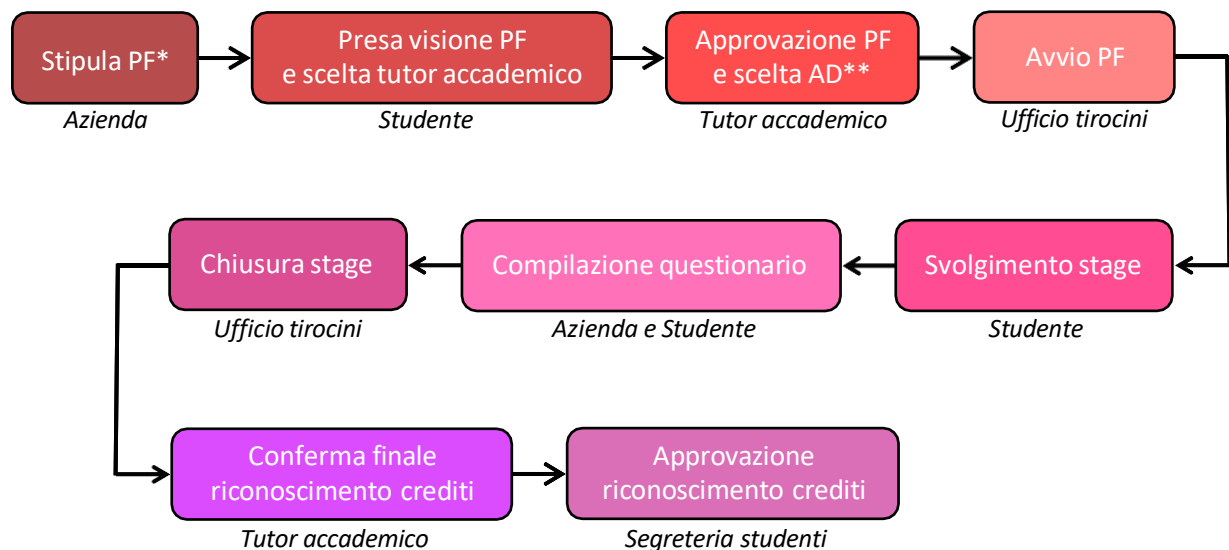 Stipula PF*
Azienda
Presa visione PF
e scelta tutor accademico
Studente
Approvazione PF
e scelta AD**
Tutor accademico
Avvio PF
Ufficio tirocini
Svolgimento stage
Studente
Compilazione questionario
Azienda e Studente
Chiusura stage
Ufficio tirocini
Conferma finale
riconoscimento crediti
Tutor accademico
Approvazione
riconoscimento crediti
Segreteria studenti